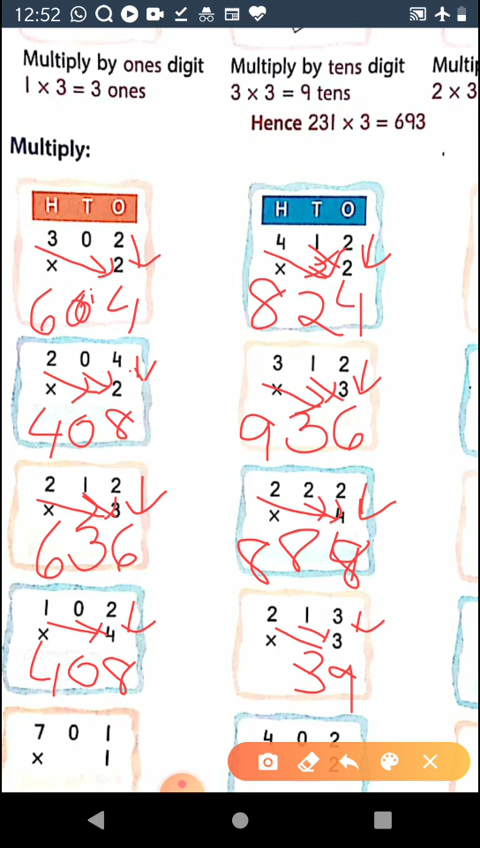 12:52
Multiply by ones digit Multiply by tens digit Multip
1 × 3 = 3 ones 3 × 3 = 9 tens 2 × 3
Hence 231 × 3 = 693
Multiply:
H T O H T O
3 0 2 4 1 2
× 2 × 2
604 824
2 0 4 3 1 2
× 2 × 3
408 936
2 1 2 2 2 2
× 3 × 4
636 888
1 0 2 2 1 3
× 4 × 3
408 39
7 0 1 4 0 2
× 1 2